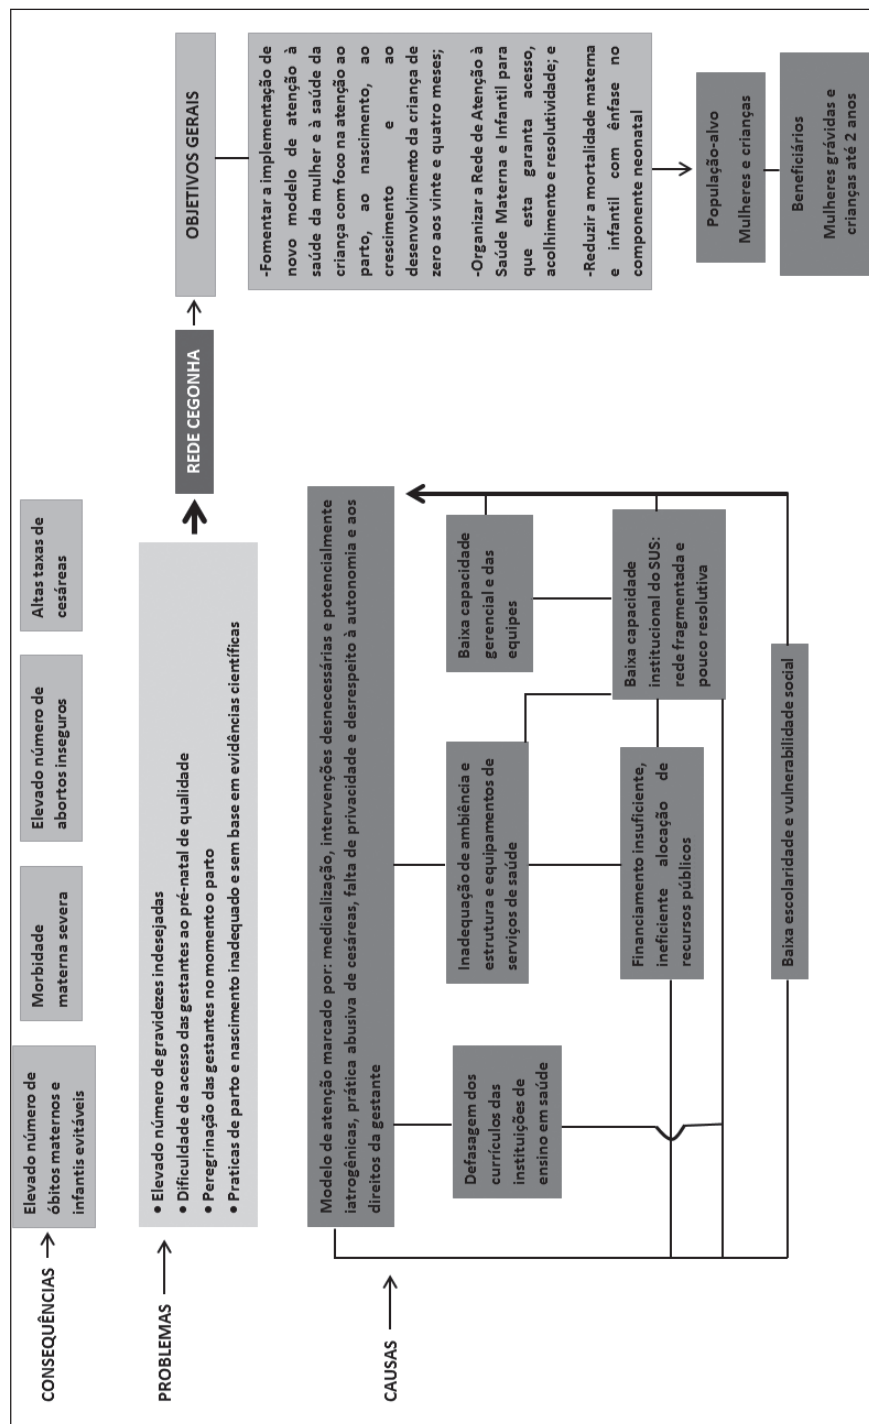 CONSEQUÊNCIAS
Elevado número de
óbitos maternos e
infantis evitáveis
Morbidade
materna severa
Elevado número de
abortos inseguros
Altas taxas de
cesáreas
PROBLEMAS
• Elevado número de gravidezes indesejadas
• Dificuldade de acesso das gestantes ao pré-natal de qualidade
• Peregrinação das gestantes no momento o parto
• Praticas de parto e nascimento inadequado e sem base em evidências científicas
REDE CEGONHA
OBJETIVOS GERAIS
-Fomentar a implementação de
novo modelo de atenção à
saúde da mulher e à saúde da
criança com foco na atenção ao
parto, ao nascimento, ao
crescimento e ao
desenvolvimento da criança de
zero aos vinte e quatro meses;
-Organizar a Rede de Atenção à
Saúde Materna e Infantil para
que esta garanta acesso,
acolhimento e resolutividade; e
-Reduzir a mortalidade materna
e infantil com ênfase no
componente neonatal
População-alvo
Mulheres e crianças
Beneficiários
Mulheres grávidas e
crianças até 2 anos
CAUSAS
Modelo de atenção marcado por: medicalização, intervenções desnecessárias e potencialmente
iatrogênicas, prática abusiva de cesáreas, falta de privacidade e desrespeito à autonomia e aos
direitos da gestante
Defasagem dos
currículos das
instituições de
ensino em saúde
Inadequação de ambiência e
estrutura e equipamentos de
serviços de saúde
Baixa capacidade
gerencial e das
equipes
Financiamento insuficiente,
ineficiente alocação de
recursos públicos
Baixa capacidade
institucional do SUS:
rede fragmentada e
pouco resolutiva
Baixa escolaridade e vulnerabilidade social